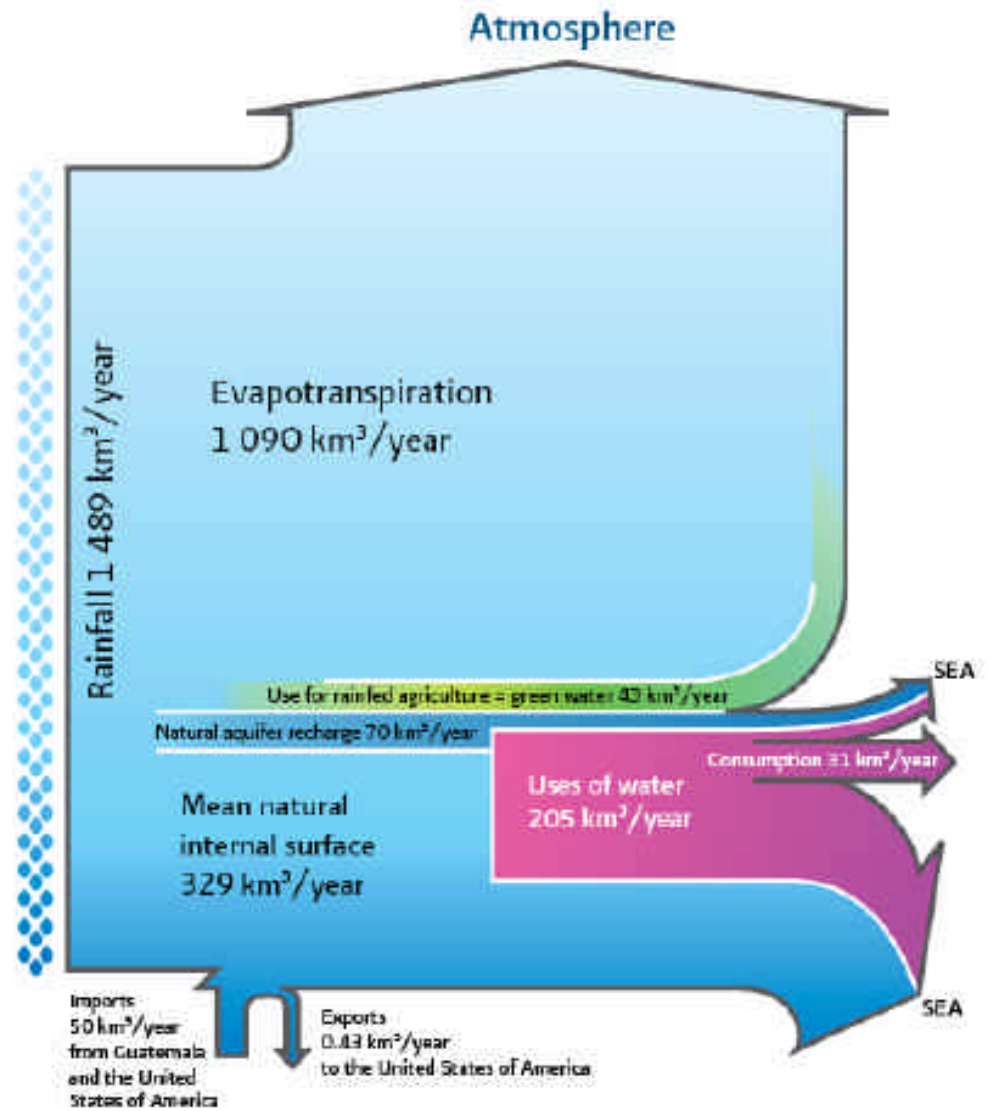 Atmosphere
Rainfall 1 489 km³/year
Evapotranspiration
1 090 km³/year
Use for rainfed agriculture = green water 43 km³/year
SEA
Natural aquifer recharge 70 km³/year
Consumption 31 km³/year
Uses of water
205 km³/year
Mean natural
internal surface
329 km³/year
Imports
50 km³/year
from Guatemala
and the United
States of America
Exports
0.43 km³/year
to the United States of America
SEA